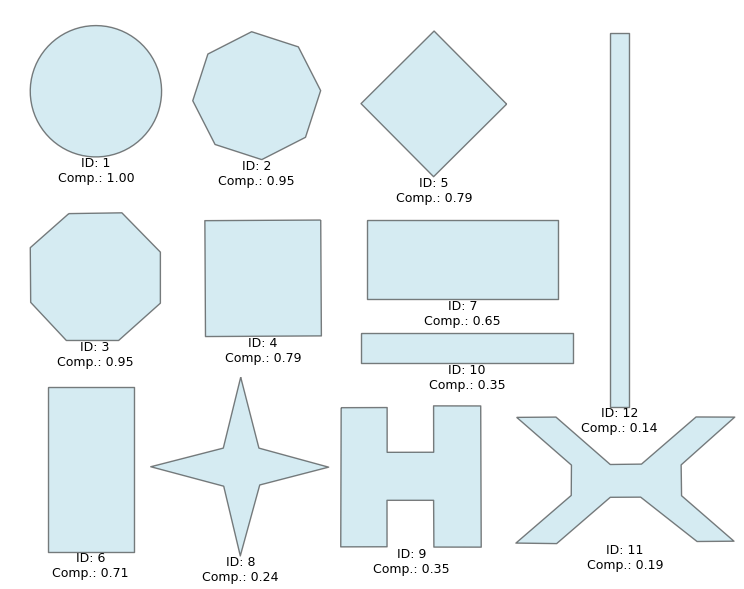 ID: 1
Comp.: 1.00
ID: 2
Comp.: 0.95
ID: 5
Comp.: 0.79
ID: 3
Comp.: 0.95
ID: 4
Comp.: 0.79
ID: 7
Comp.: 0.65
ID: 10
Comp.: 0.35
ID: 12
Comp.: 0.14
ID: 6
Comp.: 0.71
ID: 8
Comp.: 0.24
ID: 9
Comp.: 0.35
ID: 11
Comp.: 0.19